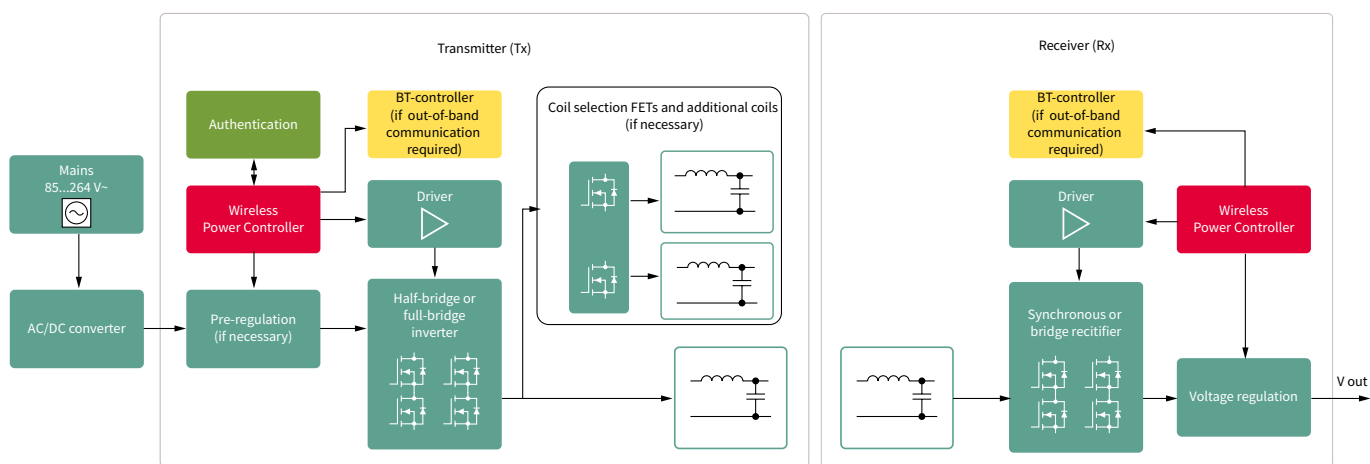 Transmitter (Tx)
Receiver (Rx)
Authentication
BT-controller
(if out-of-band
communication
required)
Coil selection FETs and additional coils
(if necessary)
BT-controller
(if out-of-band
communication
required)
Mains
85...264 V~
Wireless
Power Controller
Driver
Driver
Wireless
Power Controller
AC/DC converter
Pre-regulation
(if necessary)
Half-bridge or
full-bridge
inverter
Synchronous or
bridge recitifier
Voltage regulation
V out